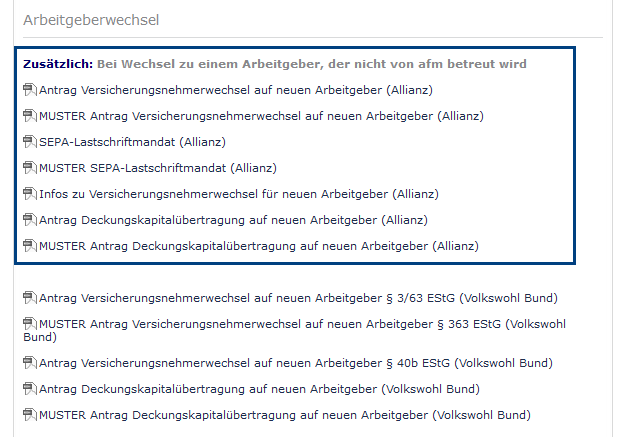 Arbeitgeberwechsel
Zusätzlich: Bei Wechsel zu einem Arbeitgeber, der nicht von afm betreut wird
Antrag Versicherungsnehmerwechsel auf neuen Arbeitgeber (Allianz)
MUSTER Antrag Versicherungsnehmerwechsel auf neuen Arbeitgeber (Allianz)
SEPA-Lastschriftmandat (Allianz)
MUSTER SEPA-Lastschriftmandat (Allianz)
Infos zu Versicherungsnehmerwechsel für neuen Arbeitgeber (Allianz)
Antrag Deckungskapitalübertragung auf neuen Arbeitgeber (Allianz)
MUSTER Antrag Deckungskapitalübertragung auf neuen Arbeitgeber (Allianz)
Antrag Versicherungsnehmerwechsel auf neuen Arbeitgeber § 3/63 EStG (Volkswohl Bund)
MUSTER Antrag Versicherungsnehmerwechsel auf neuen Arbeitgeber § 363 EStG (Volkswohl
Bund)
Antrag Versicherungsnehmerwechsel auf neuen Arbeitgeber § 40b EStG (Volkswohl Bund)
Antrag Deckungskapitalübertragung auf neuen Arbeitgeber (Volkswohl Bund)
MUSTER Antrag Deckungskapitalübertragung auf neuen Arbeitgeber (Volkswohl Bund)